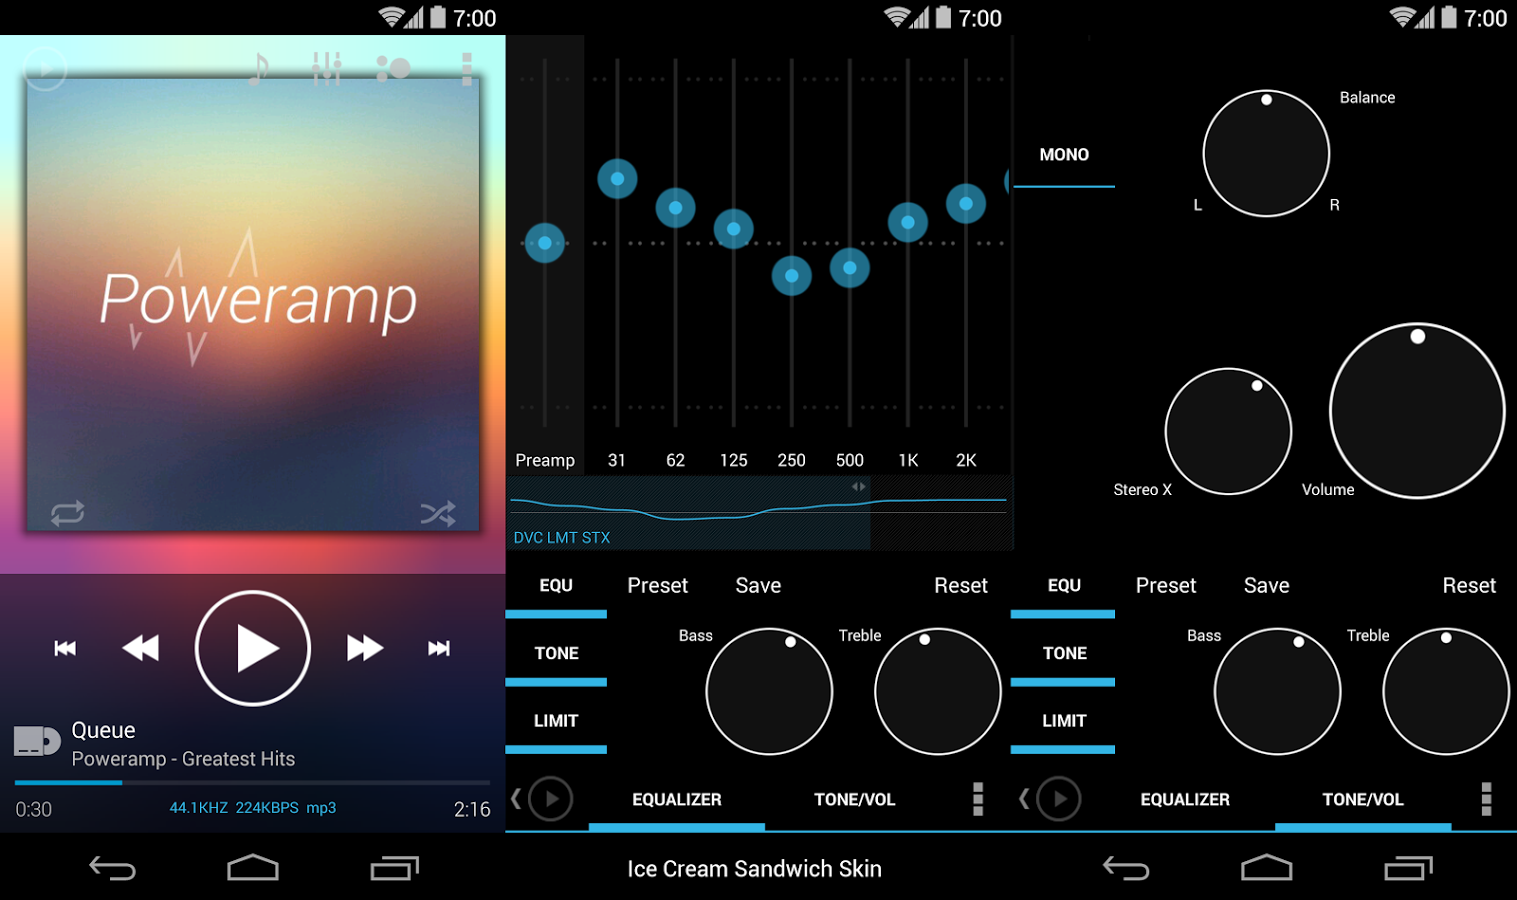 7:00
Poweramp
Queue
Poweramp - Greatest Hits
0:30
44.1KHZ 224KBPS mp3
2:16
7:00
Preamp 31 62 125 250 500 1K 2K
DVC LMT STX
EQU Preset Save Reset
TONE
LIMIT
Bass
Treble
EQUALIZER TONE/VOL
Ice Cream Sandwich Skin
7:00
MONO
Balance
L R
Stereo X
Volume
EQU Preset Save Reset
TONE
LIMIT
Bass
Treble
EQUALIZER TONE/VOL